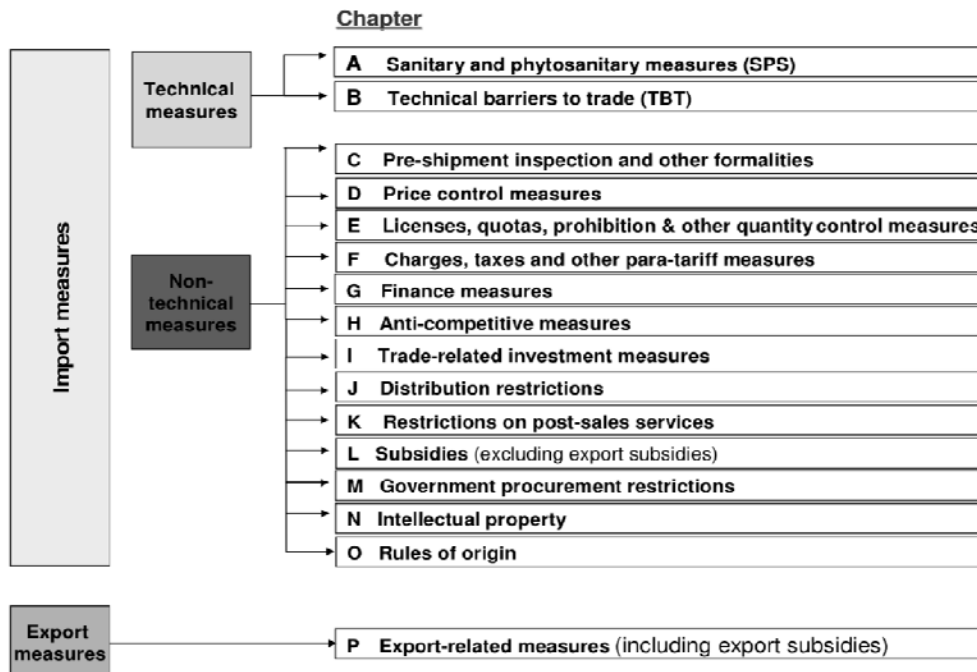 Chapter
Import measures
Technical
measures
A Sanitary and phytosanitary measures (SPS)
B Technical barriers to trade (TBT)
Non-
technical
measures
C Pre-shipment inspection and other formalities
D Price control measures
E Licenses, quotas, prohibition & other quantity control measures
F Charges, taxes and other para-tariff measures
G Finance measures
H Anti-competitive measures
I Trade-related investment measures
J Distribution restrictions
K Restrictions on post-sales services
L Subsidies (excluding export subsidies)
M Government procurement restrictions
N Intellectual property
O Rules of origin
Export
measures
P Export-related measures (including export subsidies)